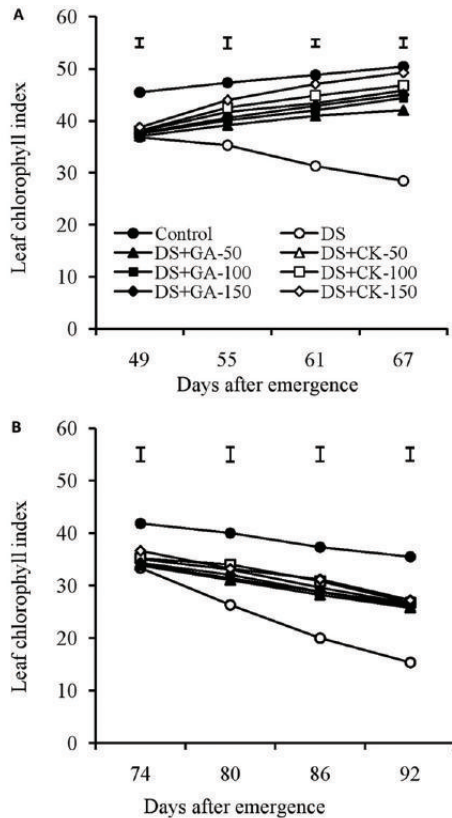 A
60
50
40
30
20
10
0
Leaf chlorophyll index
Control DS
DS+GA-50 DS+CK-50
DS+GA-100 DS+CK-100
DS+GA-150 DS+CK-150
49 55 61 67
Days after emergence
B
60
50
40
30
20
10
0
Leaf chlorophyll index
74 80 86 92
Days after emergence